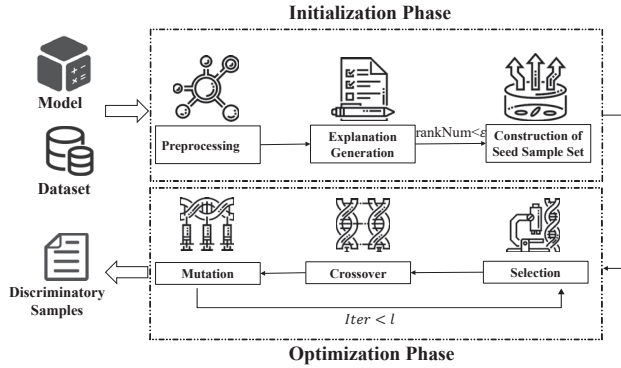 Initialization Phase
Model
Dataset
Preprocessing
Explanation
Generation
rankNum<ε
Construction of
Seed Sample Set
Discriminatory
Samples
Mutation
Crossover
Selection
Iter < l
Optimization Phase